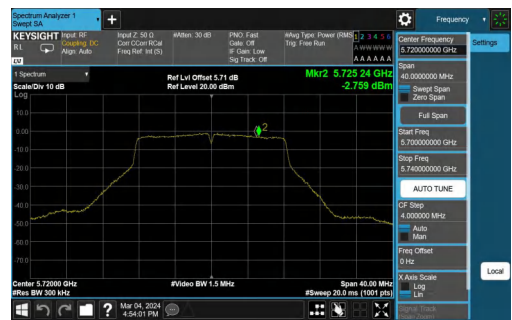 Spectrum Analyzer 1
Swept SA
+
Frequency
KEYSIGHT
RL
LV
Input: RF
Coupling: DC
Align: Auto
Input Z: 50 Ω
Corr CCorr RCal
Freq Ref: Int (S)
#Atten: 30 dB
PNO: Fast
Gate: Off
IF Gain: Low
Sig Track: Off
#Avg Type: Power (RMS
Trig: Free Run
1 2 3 4 5 6
A W W W W W
A A A A A A
1 Spectrum
Scale/Div 10 dB
Log
Ref Lvl Offset 5.71 dB
Ref Level 20.00 dBm
Mkr2 5.725 24 GHz
-2.759 dBm
2
10.0
0.00
-10.0
-20.0
-30.0
-40.0
-50.0
-60.0
-70.0
Center 5.72000 GHz
#Res BW 300 kHz
#Video BW 1.5 MHz
Span 40.00 MHz
#Sweep 20.0 ms (1001 pts)
Center Frequency
5.720000000 GHz
Settings
Span
40.0000000 MHz
Swept Span
Zero Span
Full Span
Start Freq
5.700000000 GHz
Stop Freq
5.740000000 GHz
AUTO TUNE
CF Step
4.000000 MHz
Auto
Man
Freq Offset
0 Hz
X Axis Scale
Log
Lin
Local
Signal Track
?
Mar 04, 2024
4:54:01 PM